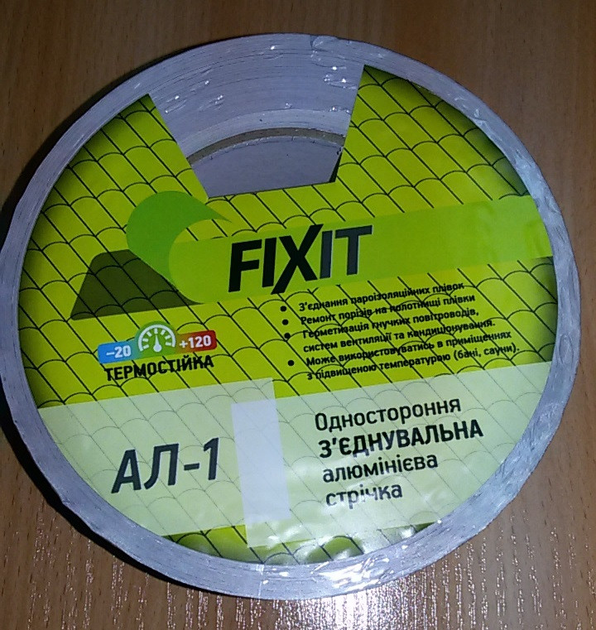 FIXIT
• З'єднання пароізоляційних плівок
• Ремонт порізів на полотнищі плівки
• Герметизація гнучких повітроводів,
систем вентиляції та кандиціонування.
• Може використовуватись в приміщеннях
з підвищеною температурою (бані, сауни).
-20 +120
ТЕРМОСТІЙКА
АЛ-1
Одностороння
З'ЄДНУВАЛЬНА
алюмінієва
стрічка